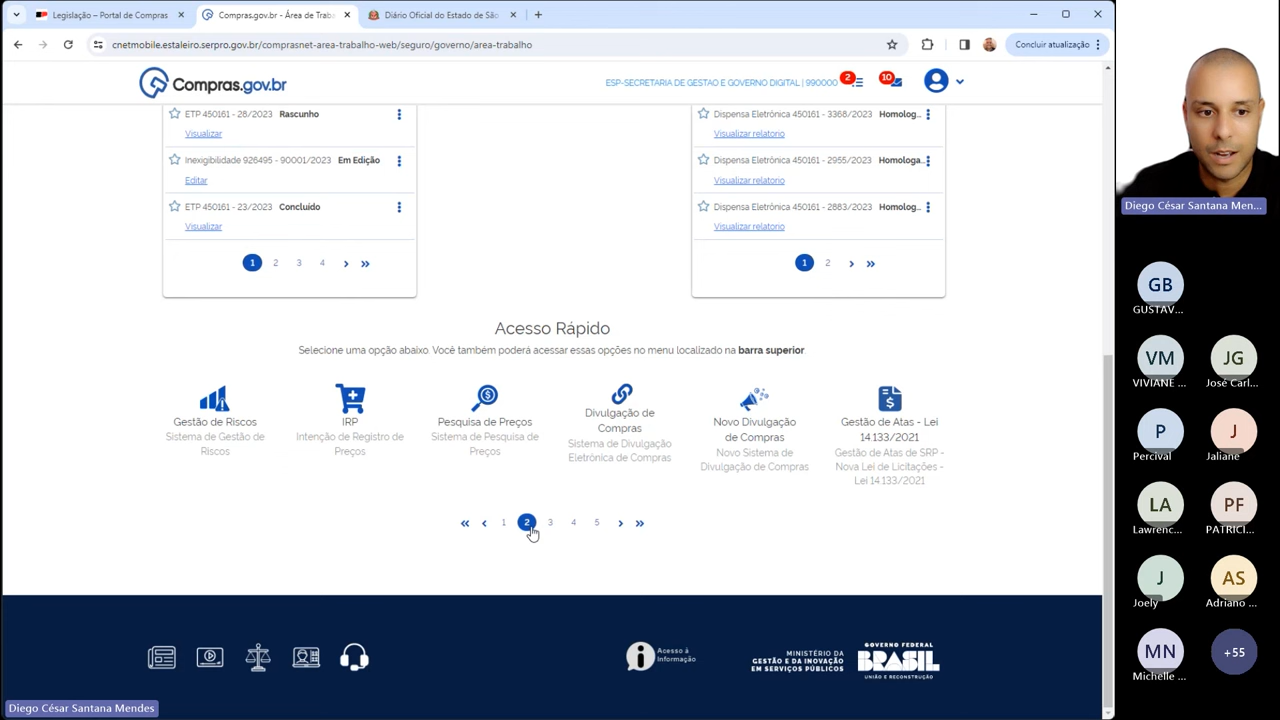 Legislação – Portal de Compras
Compras.gov.br - Área de Trab
Diário Oficial do Estado de São
cnetmobile.estaleiro.serpro.gov.br/comprasnet-area-trabalho-web/seguro/governo/area-trabalho
Concluir atualização
Compras.gov.br
ESP-SECRETARIA DE GESTAO E GOVERNO DIGITAL | 990000
2
10
ETP 450161 - 28/2023 Rascunho
Visualizar
Inexigibilidade 926495 - 90001/2023 Em Edição
Editar
ETP 450161 - 23/2023 Concluído
Visualizar
1 2 3 4 › »
Dispensa Eletrônica 450161 - 3368/2023 Homolog...
Visualizar relatorio
Dispensa Eletrônica 450161 - 2955/2023 Homologa...
Visualizar relatorio
Dispensa Eletrônica 450161 - 2883/2023 Homolog...
Visualizar relatorio
1 2 › »
Acesso Rápido
Selecione uma opção abaixo. Você também poderá acessar essas opções no menu localizado na barra superior.
Gestão de Riscos
Sistema de Gestão de
Riscos
IRP
Intenção de Registro de
Preços
Pesquisa de Preços
Sistema de Pesquisa de
Preços
Divulgação de
Compras
Sistema de Divulgação
Eletrônica de Compras
Novo Divulgação
de Compras
Novo Sistema de
Divulgação de Compras
Gestão de Atas - Lei
14.133/2021
Gestão de Atas de SRP -
Nova Lei de Licitações -
Lei 14.133/2021
« ‹ 1 2 3 4 5 › »
Acesso à
Informação
MINISTÉRIO DA
GESTÃO E DA INOVAÇÃO
EM SERVIÇOS PÚBLICOS
GOVERNO FEDERAL
BRASIL
UNIÃO E RECONSTRUÇÃO
Diego César Santana Mendes
Diego César Santana Men...
GB
GUSTAV...
VM
VIVIANE ...
JG
José Carl...
P
Percival
J
Jaliane
LA
Lawrenc...
PF
PATRICI...
J
Joely
AS
Adriano ...
MN
Michelle ...
+55